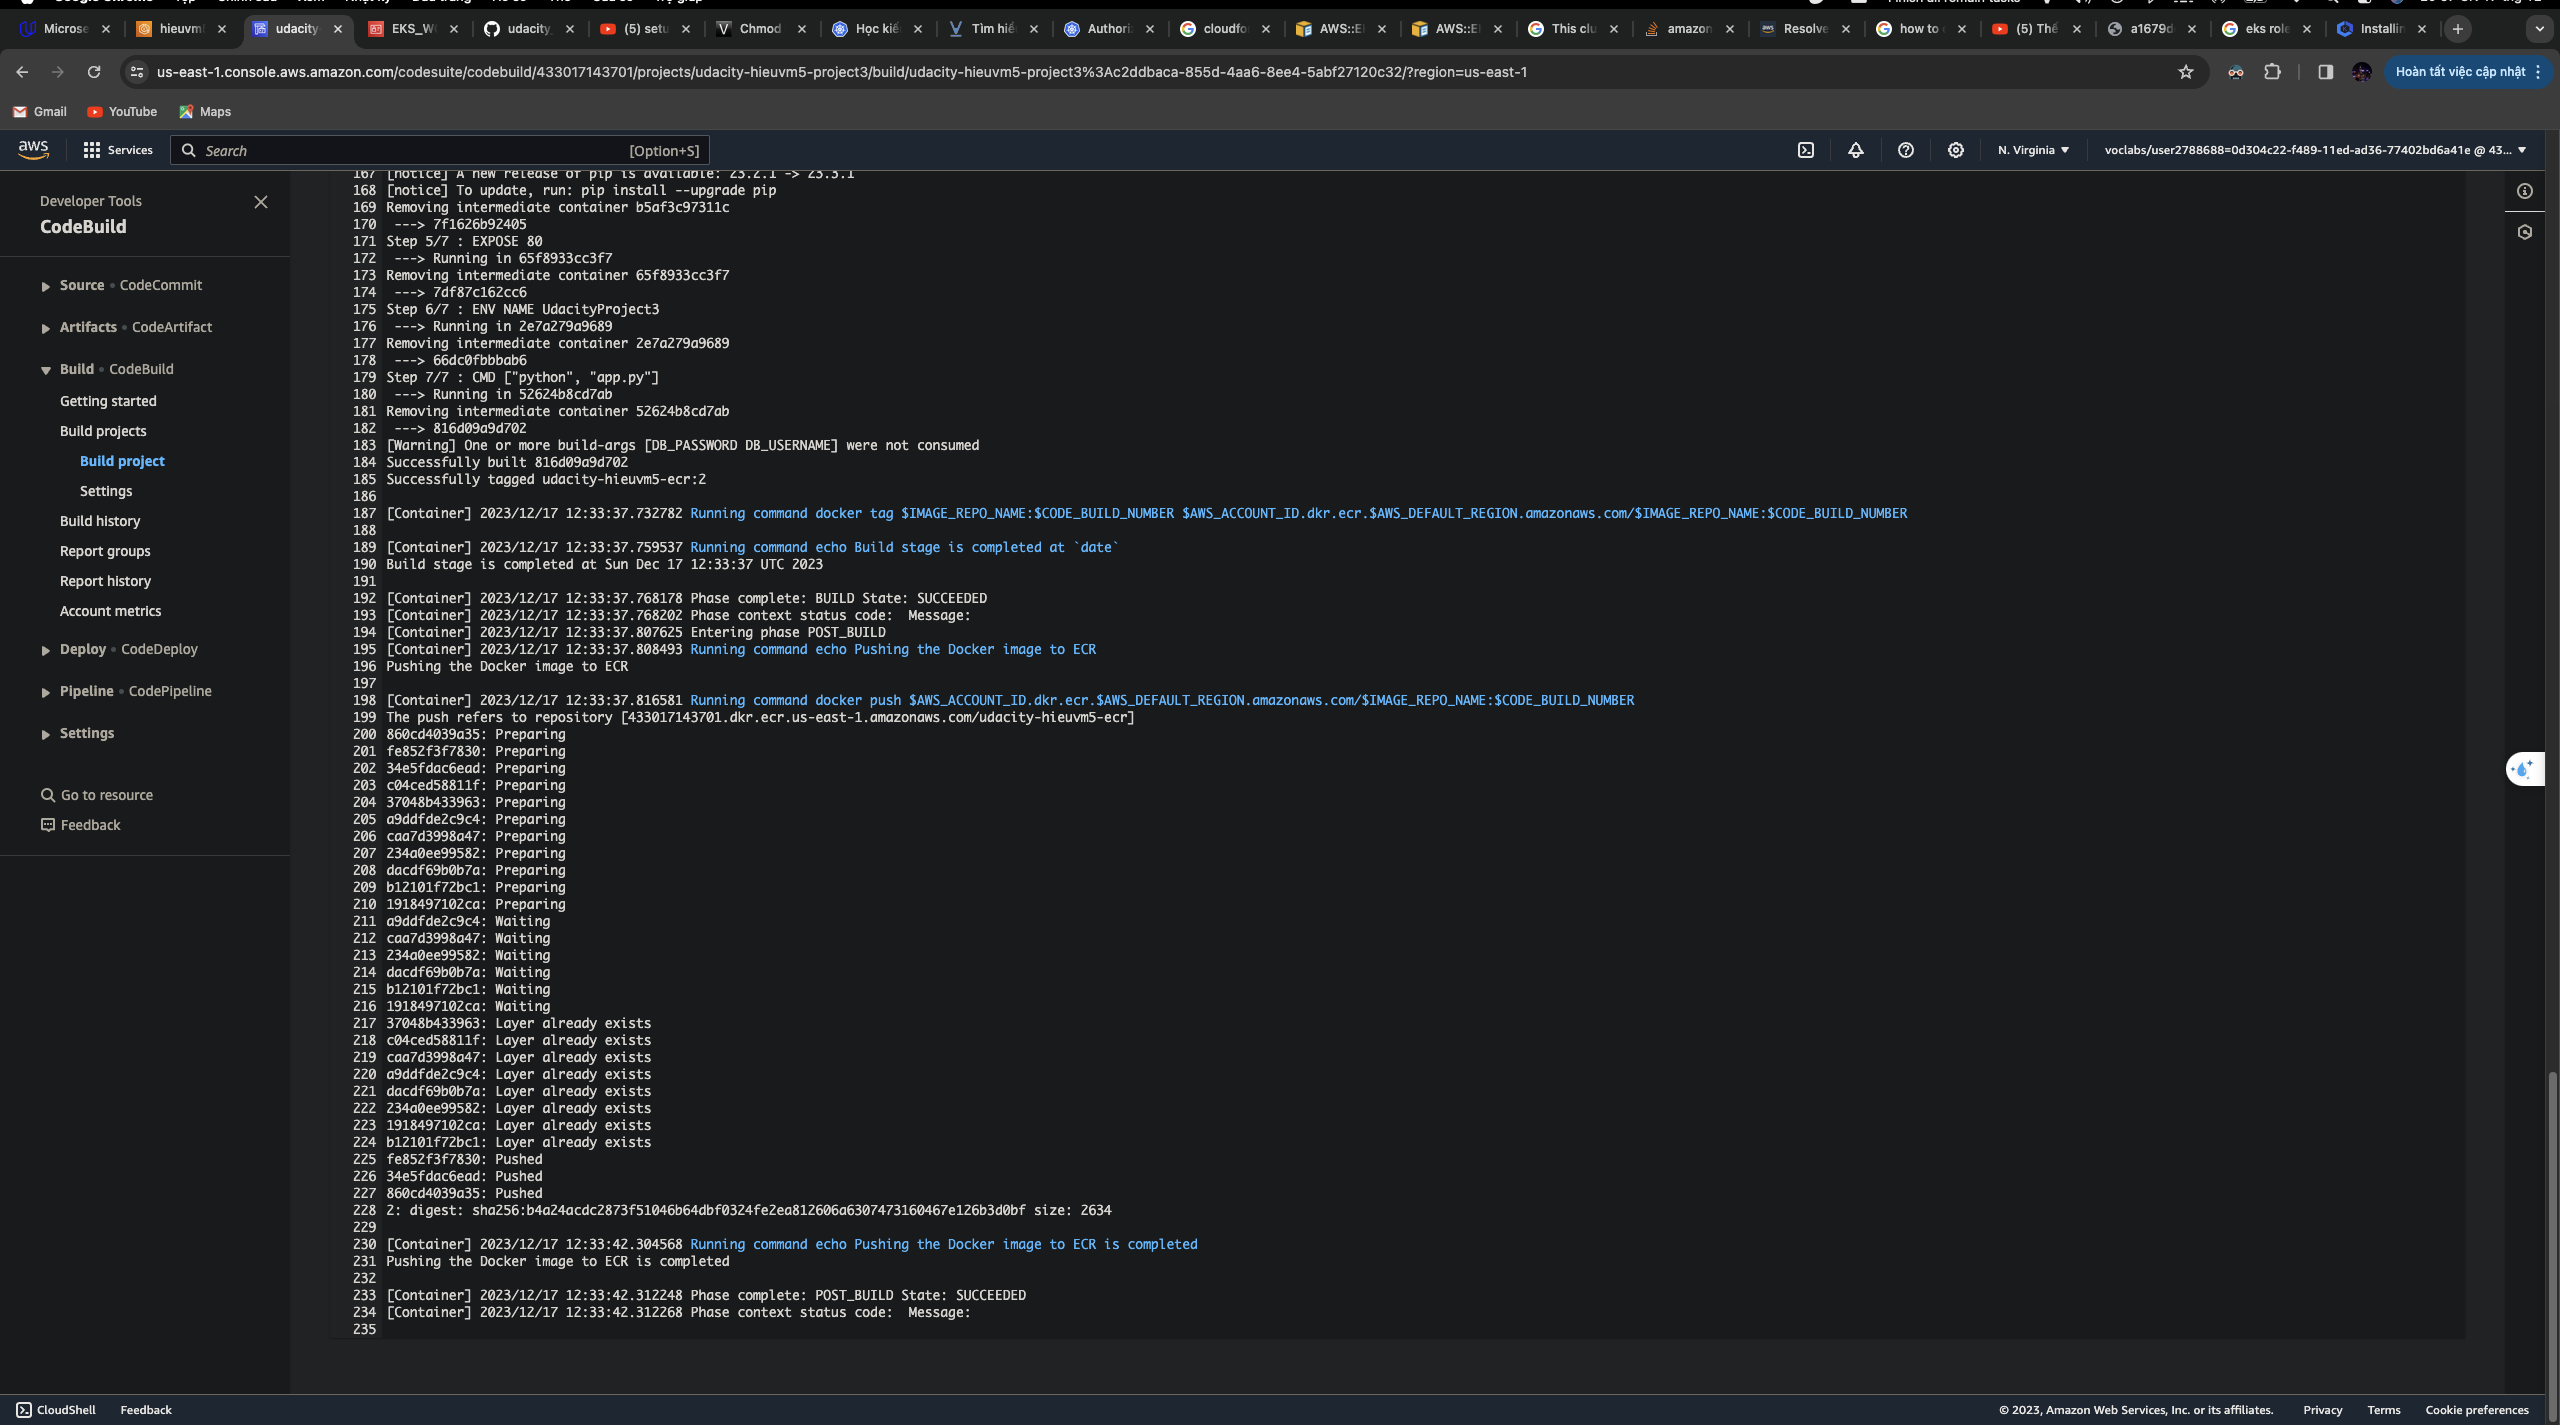 Microse
hieuvm!
udacity-
EKS_W
udacity_
(5) setu
Chmod
Học kiế
Tìm hiể
Authori:
cloudfo
AWS::E
AWS::E
This clu
amazon
Resolve
how to
(5) Thế
a1679d
eks role
Installin
us-east-1.console.aws.amazon.com/codesuite/codebuild/433017143701/projects/udacity-hieuvm5-project3/build/udacity-hieuvm5-project3%3Ac2ddbaca-855d-4aa6-8ee4-5abf27120c32/?region=us-east-1
Hoàn tất việc cập nhật
Gmail
YouTube
Maps
aws
Services
Search
[Option+S]
N. Virginia
voclabs/user2788688=0d304c22-f489-11ed-ad36-77402bd6a41e @ 43...
Developer Tools
CodeBuild
Source • CodeCommit
Artifacts • CodeArtifact
Build • CodeBuild
Getting started
Build projects
Build project
Settings
Build history
Report groups
Report history
Account metrics
Deploy • CodeDeploy
Pipeline • CodePipeline
Settings
Go to resource
Feedback
167 [notice] A new release of pip is available: 23.2.1 -> 23.3.1
168 [notice] To update, run: pip install --upgrade pip
169 Removing intermediate container b5af3c97311c
170 ---> 7f1626b92405
171 Step 5/7 : EXPOSE 80
172 ---> Running in 65f8933cc3f7
173 Removing intermediate container 65f8933cc3f7
174 ---> 7df87c162cc6
175 Step 6/7 : ENV NAME UdacityProject3
176 ---> Running in 2e7a279a9689
177 Removing intermediate container 2e7a279a9689
178 ---> 66dc0fbbbab6
179 Step 7/7 : CMD ["python", "app.py"]
180 ---> Running in 52624b8cd7ab
181 Removing intermediate container 52624b8cd7ab
182 ---> 816d09a9d702
183 [Warning] One or more build-args [DB_PASSWORD DB_USERNAME] were not consumed
184 Successfully built 816d09a9d702
185 Successfully tagged udacity-hieuvm5-ecr:2
186
187 [Container] 2023/12/17 12:33:37.732782 Running command docker tag $IMAGE_REPO_NAME:$CODE_BUILD_NUMBER $AWS_ACCOUNT_ID.dkr.ecr.$AWS_DEFAULT_REGION.amazonaws.com/$IMAGE_REPO_NAME:$CODE_BUILD_NUMBER
188
189 [Container] 2023/12/17 12:33:37.759537 Running command echo Build stage is completed at `date`
190 Build stage is completed at Sun Dec 17 12:33:37 UTC 2023
191
192 [Container] 2023/12/17 12:33:37.768178 Phase complete: BUILD State: SUCCEEDED
193 [Container] 2023/12/17 12:33:37.768202 Phase context status code:  Message:
194 [Container] 2023/12/17 12:33:37.807625 Entering phase POST_BUILD
195 [Container] 2023/12/17 12:33:37.808493 Running command echo Pushing the Docker image to ECR
196 Pushing the Docker image to ECR
197
198 [Container] 2023/12/17 12:33:37.816581 Running command docker push $AWS_ACCOUNT_ID.dkr.ecr.$AWS_DEFAULT_REGION.amazonaws.com/$IMAGE_REPO_NAME:$CODE_BUILD_NUMBER
199 The push refers to repository [433017143701.dkr.ecr.us-east-1.amazonaws.com/udacity-hieuvm5-ecr]
200 860cd4039a35: Preparing
201 fe852f3f7830: Preparing
202 34e5fdac6ead: Preparing
203 c04ced58811f: Preparing
204 37048b433963: Preparing
205 a9ddfde2c9c4: Preparing
206 caa7d3998a47: Preparing
207 234a0ee99582: Preparing
208 dacdf69b0b7a: Preparing
209 b12101f72bc1: Preparing
210 1918497102ca: Preparing
211 a9ddfde2c9c4: Waiting
212 caa7d3998a47: Waiting
213 234a0ee99582: Waiting
214 dacdf69b0b7a: Waiting
215 b12101f72bc1: Waiting
216 1918497102ca: Waiting
217 37048b433963: Layer already exists
218 c04ced58811f: Layer already exists
219 caa7d3998a47: Layer already exists
220 a9ddfde2c9c4: Layer already exists
221 dacdf69b0b7a: Layer already exists
222 234a0ee99582: Layer already exists
223 1918497102ca: Layer already exists
224 b12101f72bc1: Layer already exists
225 fe852f3f7830: Pushed
226 34e5fdac6ead: Pushed
227 860cd4039a35: Pushed
228 2: digest: sha256:b4a24acdc2873f51046b64dbf0324fe2ea812606a6307473160467e126b3d0bf size: 2634
229
230 [Container] 2023/12/17 12:33:42.304568 Running command echo Pushing the Docker image to ECR is completed
231 Pushing the Docker image to ECR is completed
232
233 [Container] 2023/12/17 12:33:42.312248 Phase complete: POST_BUILD State: SUCCEEDED
234 [Container] 2023/12/17 12:33:42.312268 Phase context status code:  Message:
235
CloudShell
Feedback
© 2023, Amazon Web Services, Inc. or its affiliates.
Privacy
Terms
Cookie preferences